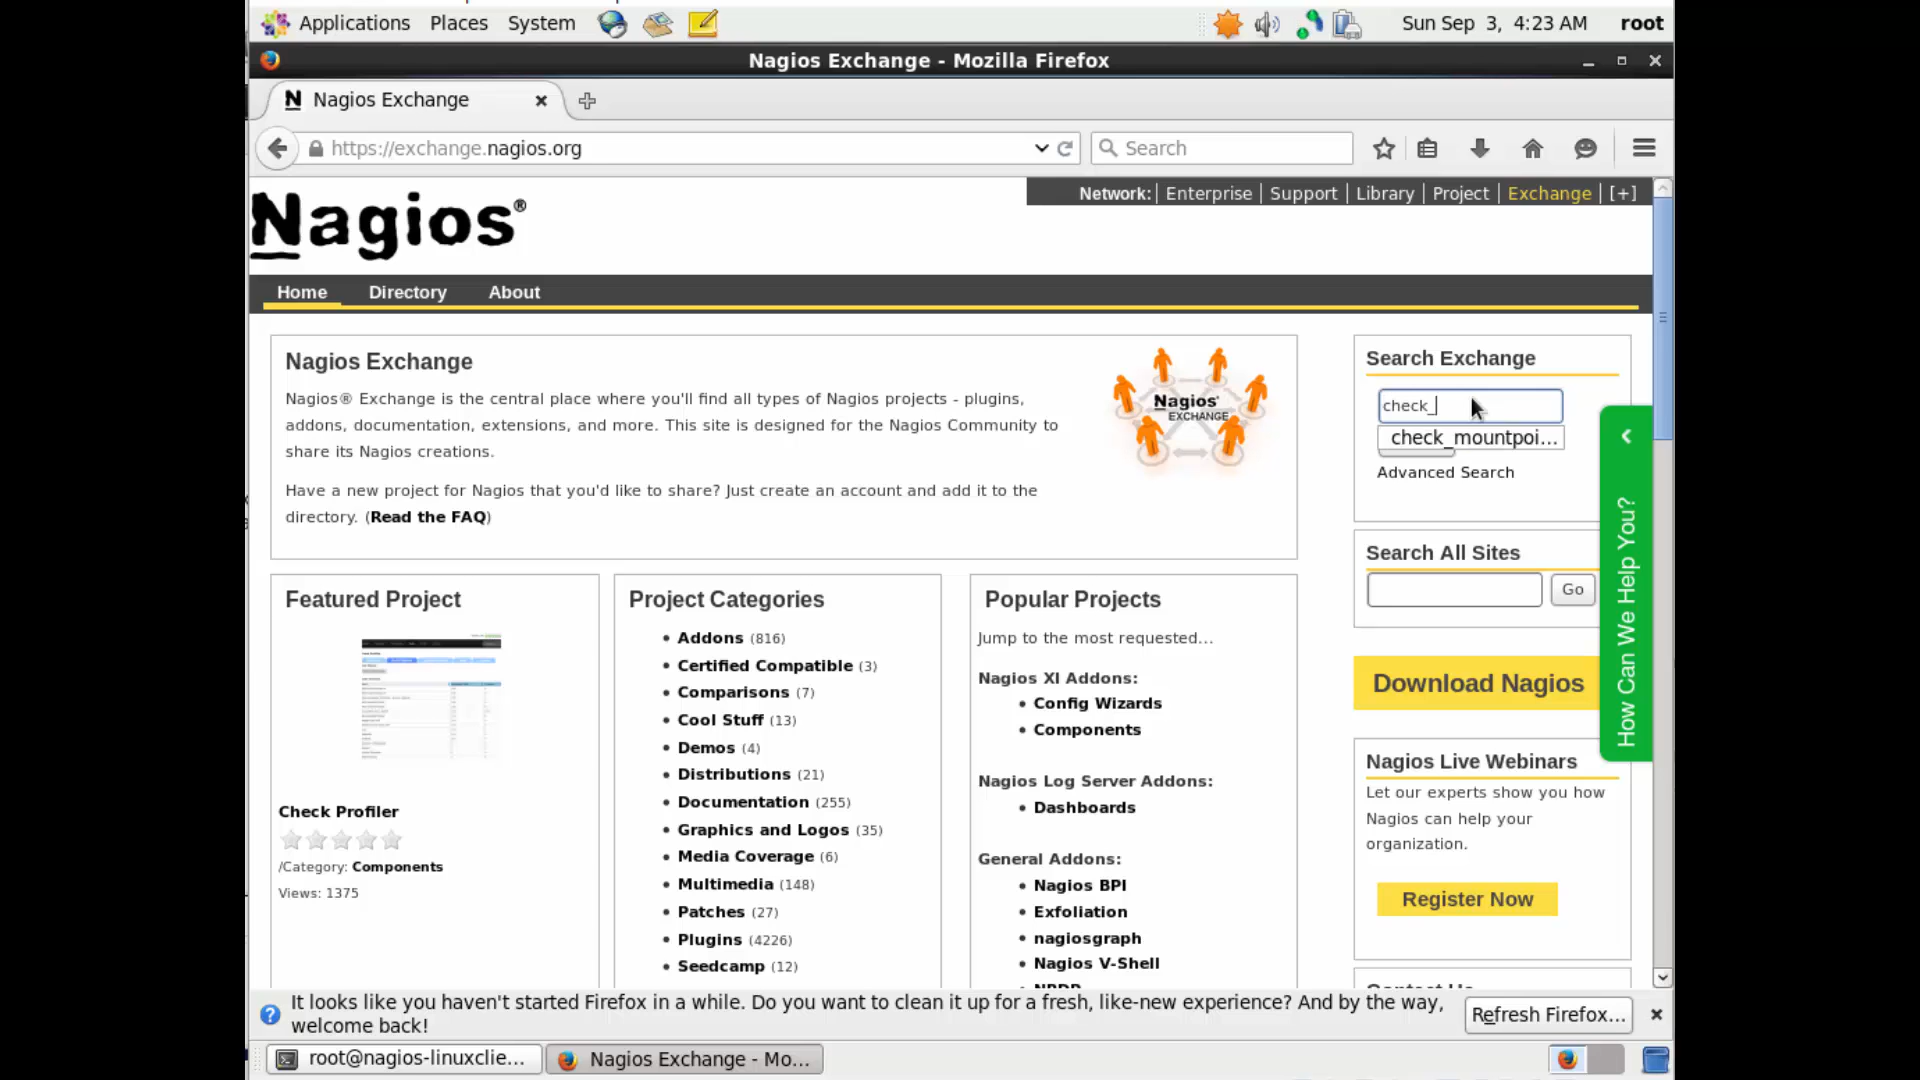 Applications Places System Sun Sep 3, 4:23 AM root
Nagios Exchange - Mozilla Firefox
Nagios Exchange
https://exchange.nagios.org Search
Network: | Enterprise | Support | Library | Project | Exchange | [+]
Nagios®
Home Directory About
Nagios Exchange
Nagios® Exchange is the central place where you'll find all types of Nagios projects - plugins,
addons, documentation, extensions, and more. This site is designed for the Nagios Community to
share its Nagios creations.
Have a new project for Nagios that you'd like to share? Just create an account and add it to the
directory. (Read the FAQ)
Nagios®
EXCHANGE
Search Exchange
check_
check_mountpoi...
Advanced Search
Search All Sites
Go
Download Nagios
How Can We Help You?
Featured Project
Check Profiler
/Category: Components
Views: 1375
Project Categories
• Addons (816)
• Certified Compatible (3)
• Comparisons (7)
• Cool Stuff (13)
• Demos (4)
• Distributions (21)
• Documentation (255)
• Graphics and Logos (35)
• Media Coverage (6)
• Multimedia (148)
• Patches (27)
• Plugins (4226)
• Seedcamp (12)
Popular Projects
Jump to the most requested...
Nagios XI Addons:
• Config Wizards
• Components
Nagios Log Server Addons:
• Dashboards
General Addons:
• Nagios BPI
• Exfoliation
• nagiosgraph
• Nagios V-Shell
Nagios Live Webinars
Let our experts show you how
Nagios can help your
organization.
Register Now
It looks like you haven't started Firefox in a while. Do you want to clean it up for a fresh, like-new experience? And by the way,
welcome back!
Refresh Firefox...
root@nagios-linuxclie... Nagios Exchange - Mo...